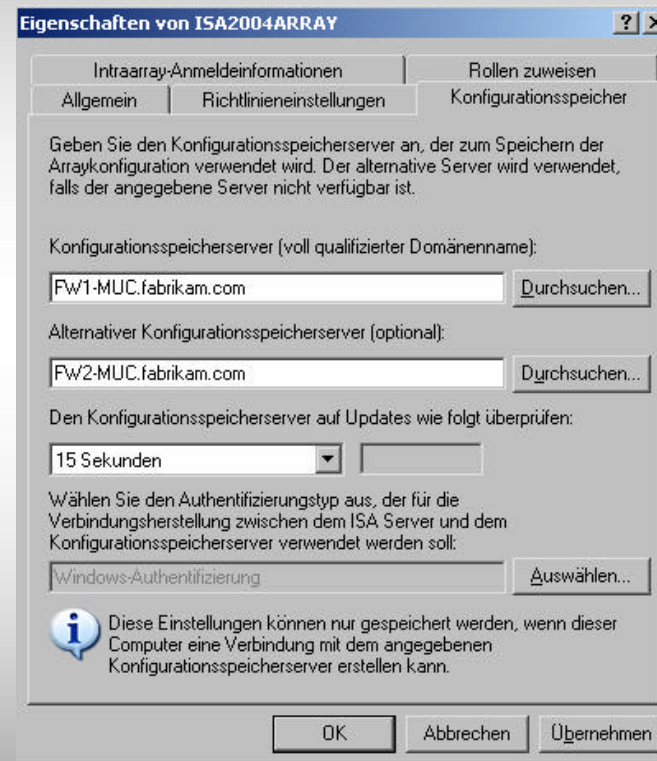 Eigenschaften von ISA2004ARRAY
Intraarray-Anmeldeinformationen
Rollen zuweisen
Allgemein
Richtlinieneinstellungen
Konfigurationsspeicher
Geben Sie den Konfigurationsspeicherserver an, der zum Speichern der
Arraykonfiguration verwendet wird. Der alternative Server wird verwendet,
falls der angegebene Server nicht verfügbar ist.
Konfigurationsspeicherserver (voll qualifizierter Domänenname):
FW1-MUC.fabrikam.com
Durchsuchen...
Alternativer Konfigurationsspeicherserver (optional):
FW2-MUC.fabrikam.com
Durchsuchen...
Den Konfigurationsspeicherserver auf Updates wie folgt überprüfen:
15 Sekunden
Wählen Sie den Authentifizierungstyp aus, der für die
Verbindungsherstellung zwischen dem ISA Server und dem
Konfigurationsspeicherserver verwendet werden soll:
Windows-Authentifizierung
Auswählen...
Diese Einstellungen können nur gespeichert werden, wenn dieser
Computer eine Verbindung mit dem angegebenen
Konfigurationsspeicherserver erstellen kann.
OK
Abbrechen
Übernehmen